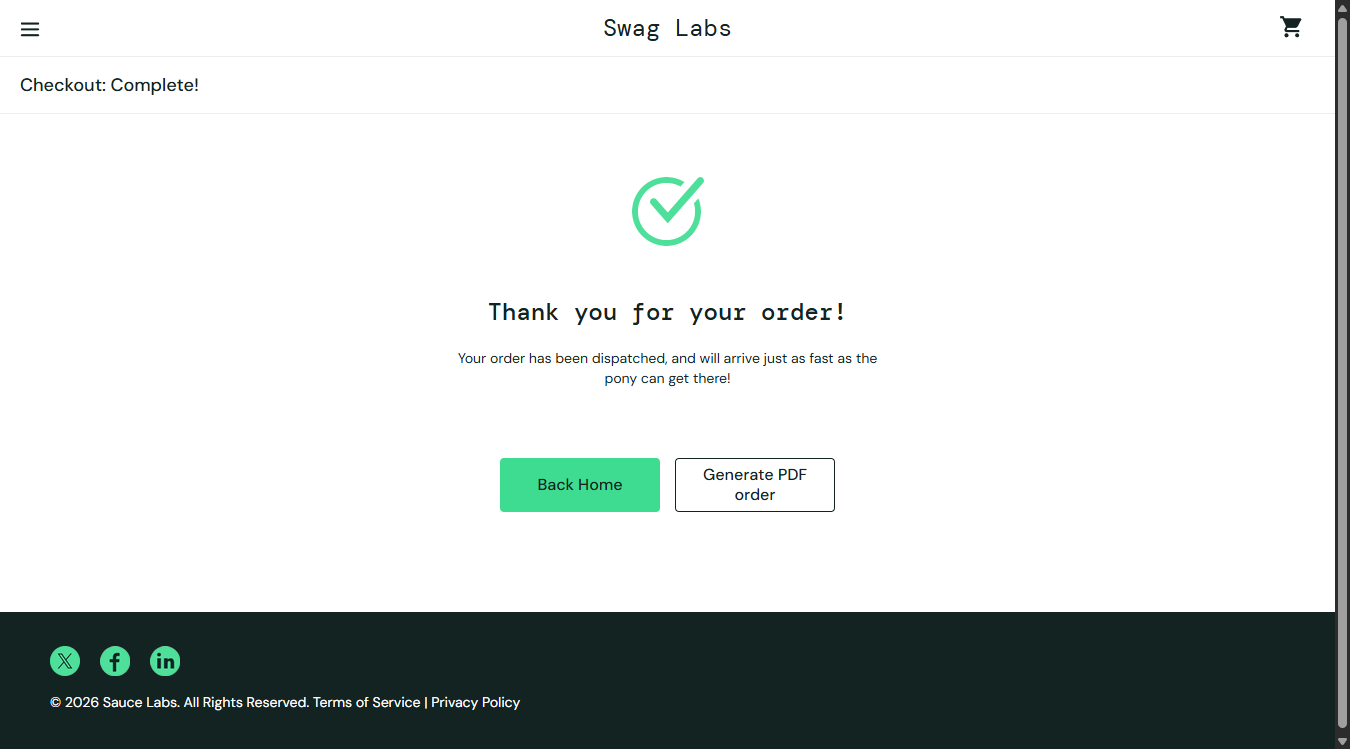 Swag Labs
Checkout: Complete!
Thank you for your order!
Your order has been dispatched, and will arrive just as fast as the
pony can get there!
Back Home
Generate PDF
order
© 2026 Sauce Labs. All Rights Reserved. Terms of Service | Privacy Policy